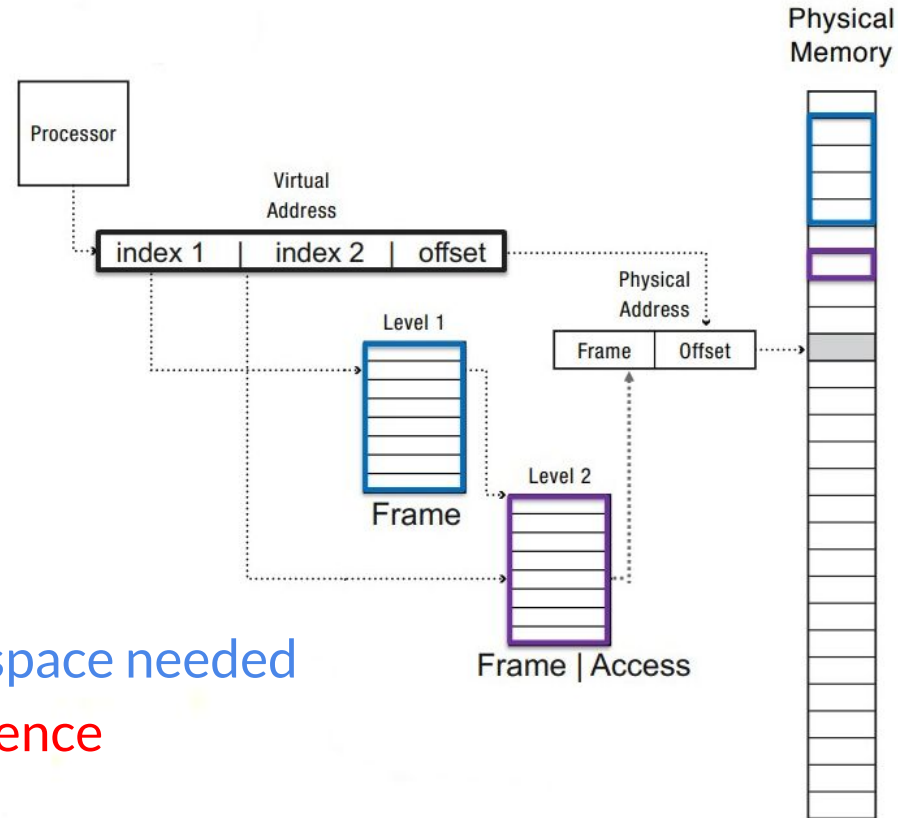 Physical
Memory
Processor
Virtual
Address
index 1 | index 2 | offset
Physical
Address
Level 1
Frame Offset
Frame
Level 2
Frame | Access
space needed
ence